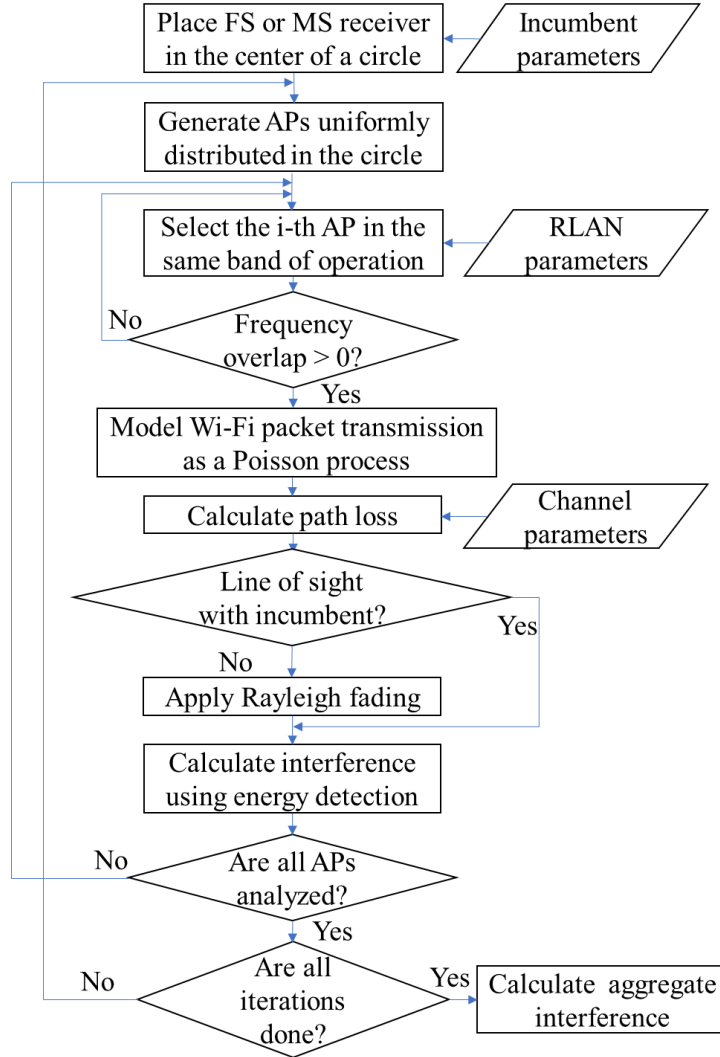 Place FS or MS receiver
in the center of a circle
Incumbent
parameters
Generate APs uniformly
distributed in the circle
Select the i-th AP in the
same band of operation
RLAN
parameters
No
Frequency
overlap > 0?
Yes
Model Wi-Fi packet transmission
as a Poisson process
Calculate path loss
Channel
parameters
Line of sight
with incumbent?
Yes
No
Apply Rayleigh fading
Calculate interference
using energy detection
No
Are all APs
analyzed?
Yes
No
Are all
iterations
done?
Yes
Calculate aggregate
interference